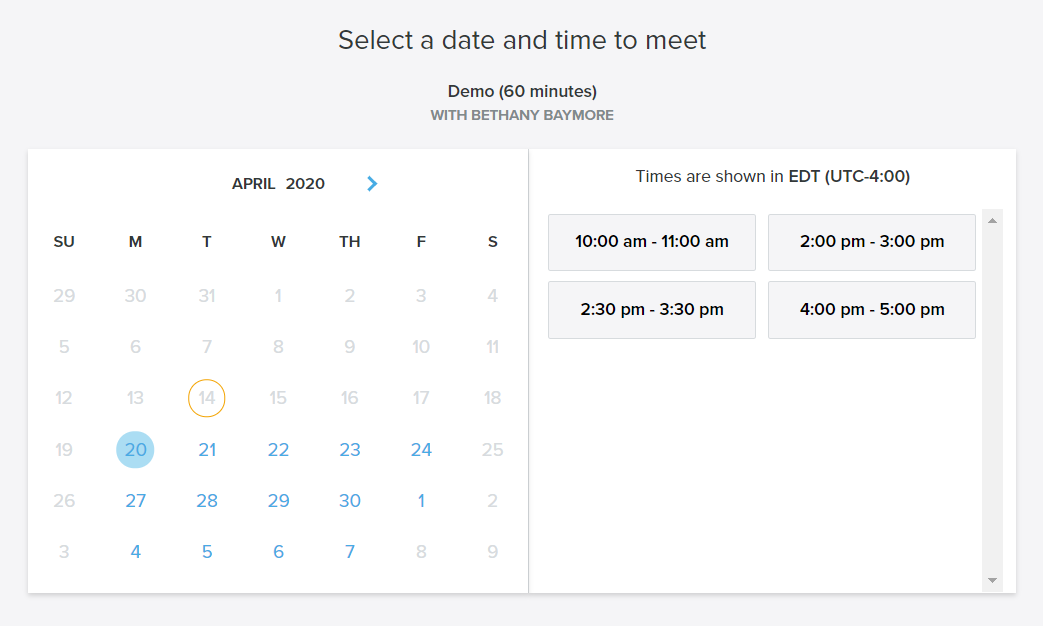 Select a date and time to meet
Demo (60 minutes)
WITH BETHANY BAYMORE
APRIL 2020
SU M T W TH F S
29 30 31 1 2 3 4
5 6 7 8 9 10 11
12 13 14 15 16 17 18
19 20 21 22 23 24 25
26 27 28 29 30 1 2
3 4 5 6 7 8 9
Times are shown in EDT (UTC-4:00)
10:00 am - 11:00 am
2:00 pm - 3:00 pm
2:30 pm - 3:30 pm
4:00 pm - 5:00 pm